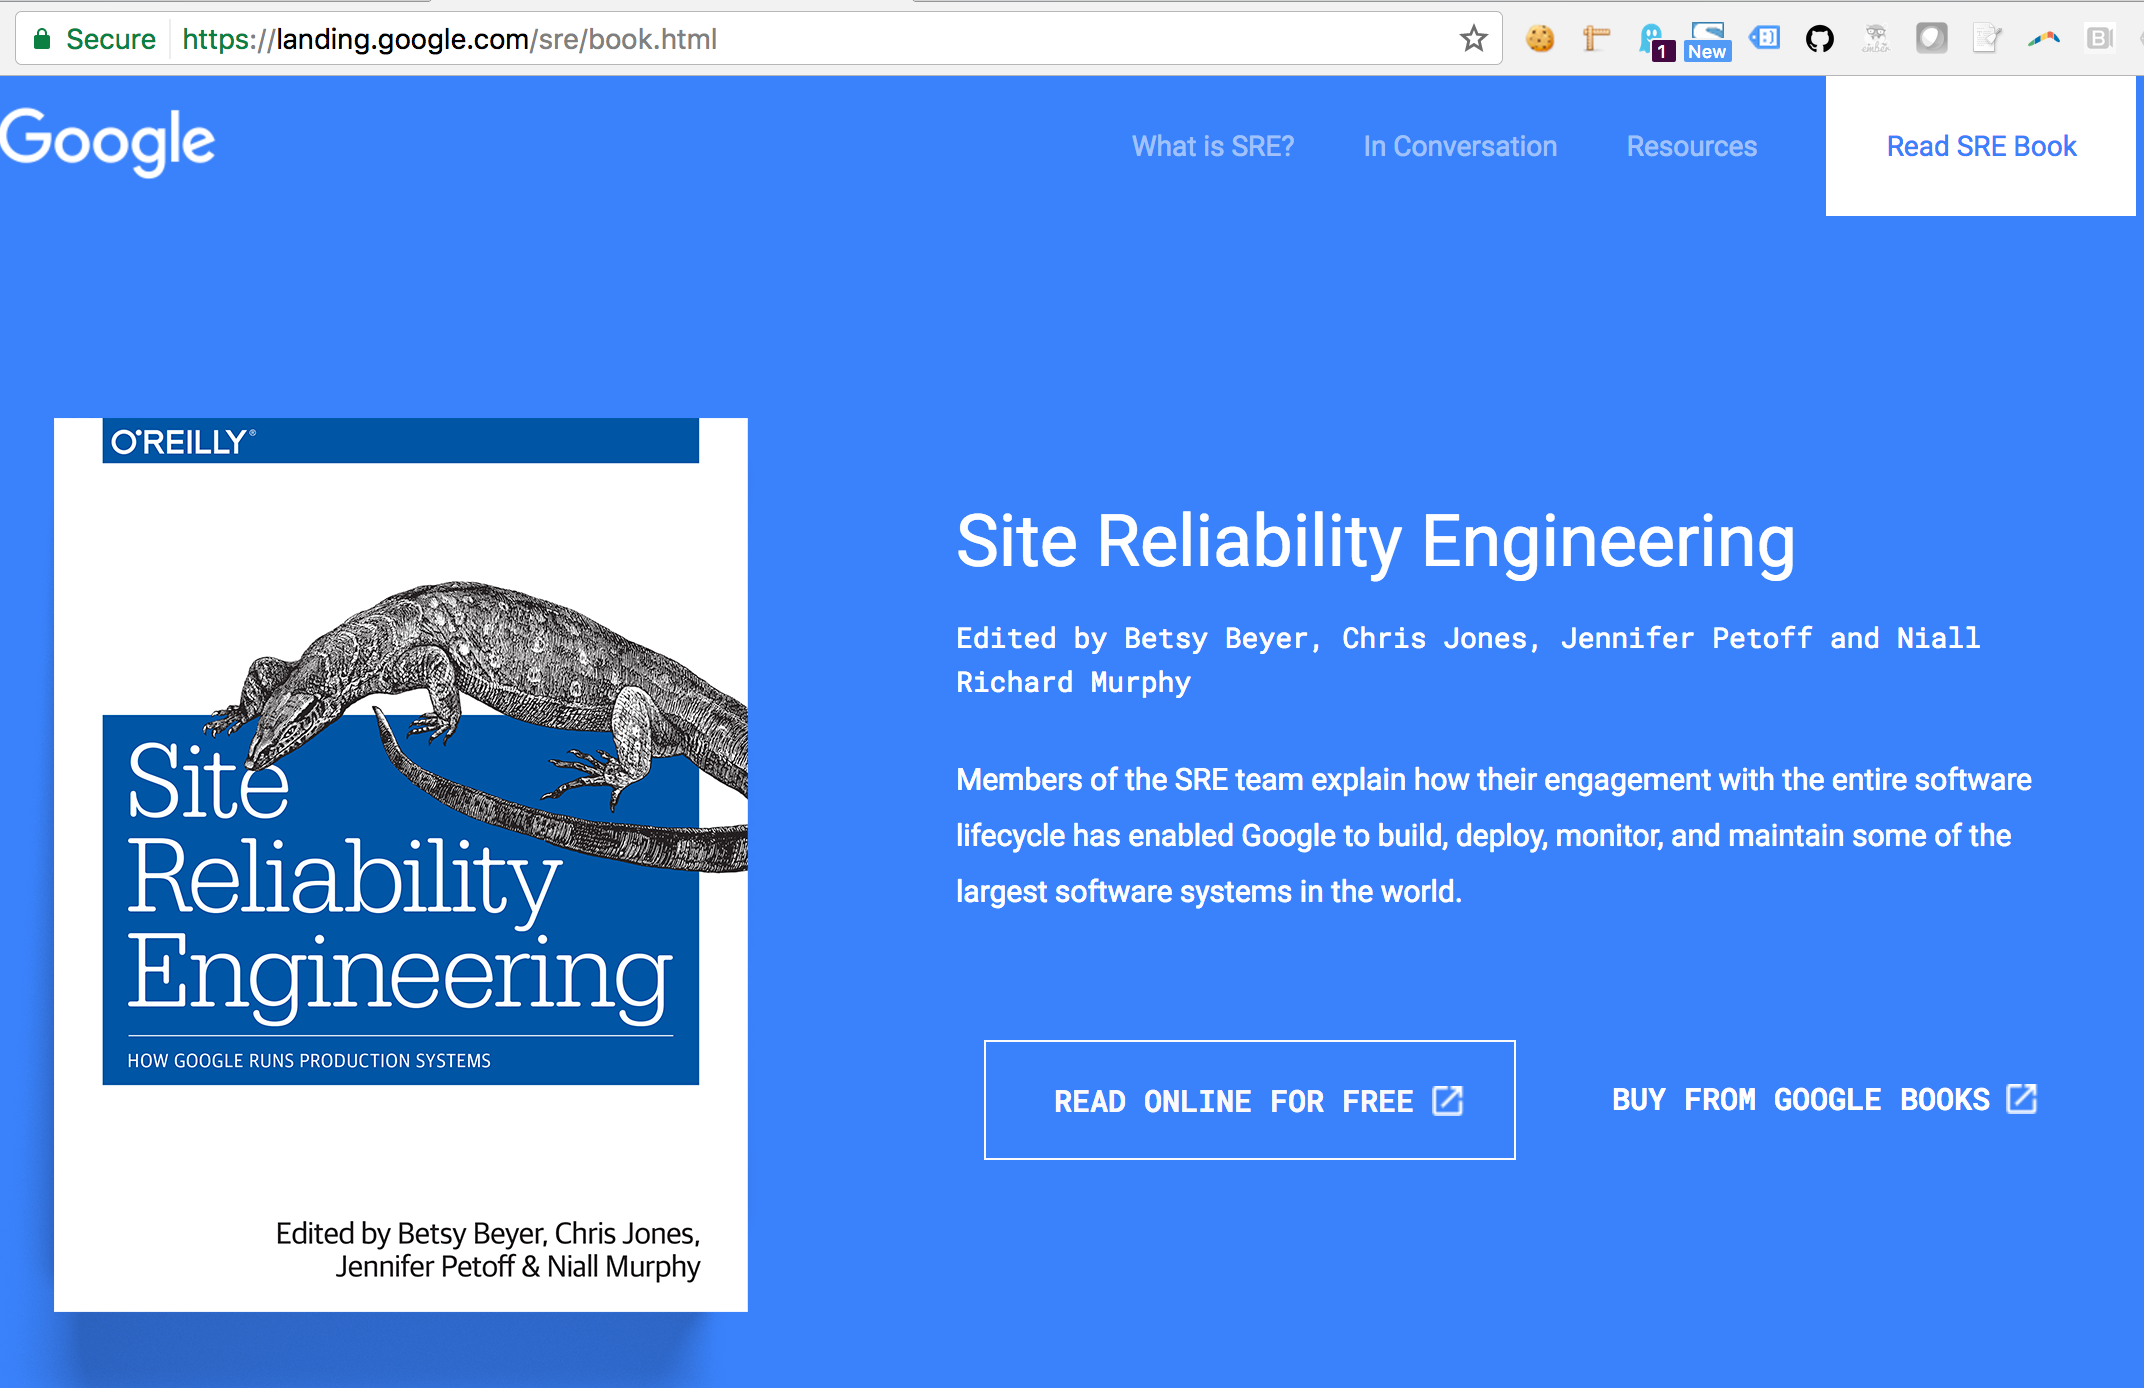 Secure https://landing.google.com/sre/book.html
1
New
Google
What is SRE? In Conversation Resources Read SRE Book
O'REILLY®
Site
Reliability
Engineering
HOW GOOGLE RUNS PRODUCTION SYSTEMS
Edited by Betsy Beyer, Chris Jones,
Jennifer Petoff & Niall Murphy
Site Reliability Engineering
Edited by Betsy Beyer, Chris Jones, Jennifer Petoff and Niall
Richard Murphy
Members of the SRE team explain how their engagement with the entire software
lifecycle has enabled Google to build, deploy, monitor, and maintain some of the
largest software systems in the world.
READ ONLINE FOR FREE
BUY FROM GOOGLE BOOKS